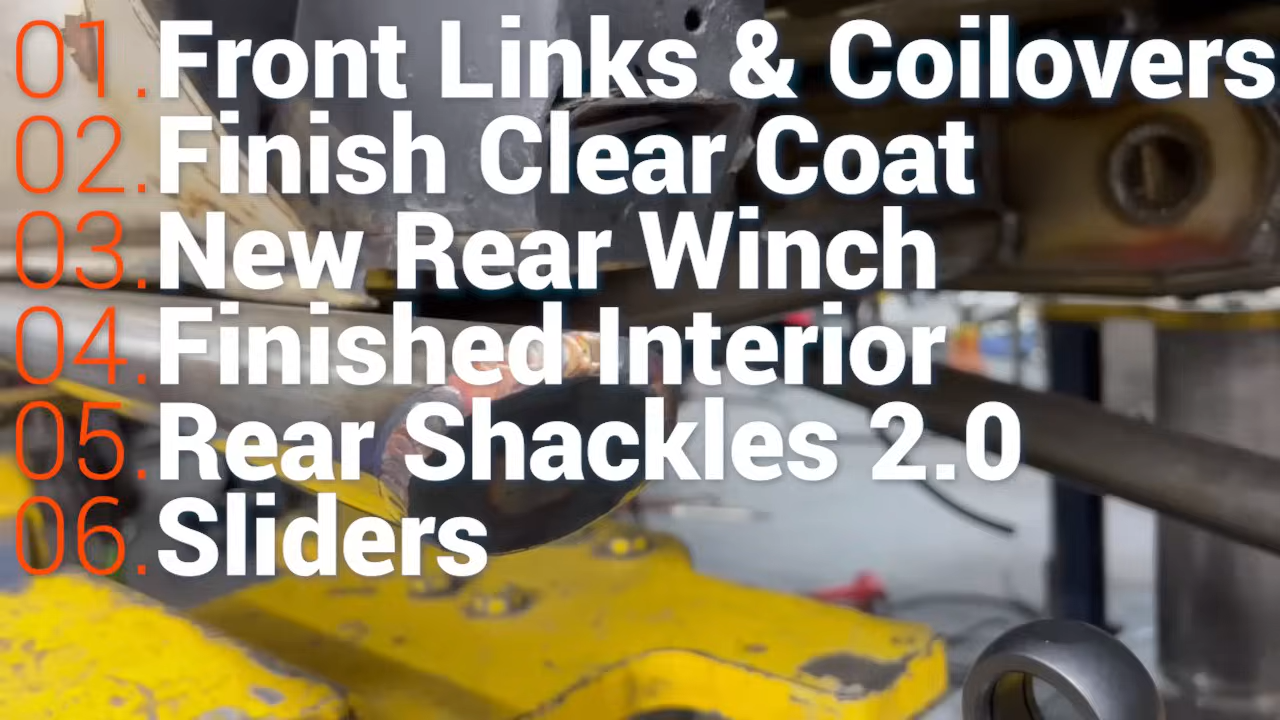 01.Front Links & Coilovers
02.Finish Clear Coat
03.New Rear Winch
04.Finished Interior
05.Rear Shackles 2.0
06.Sliders